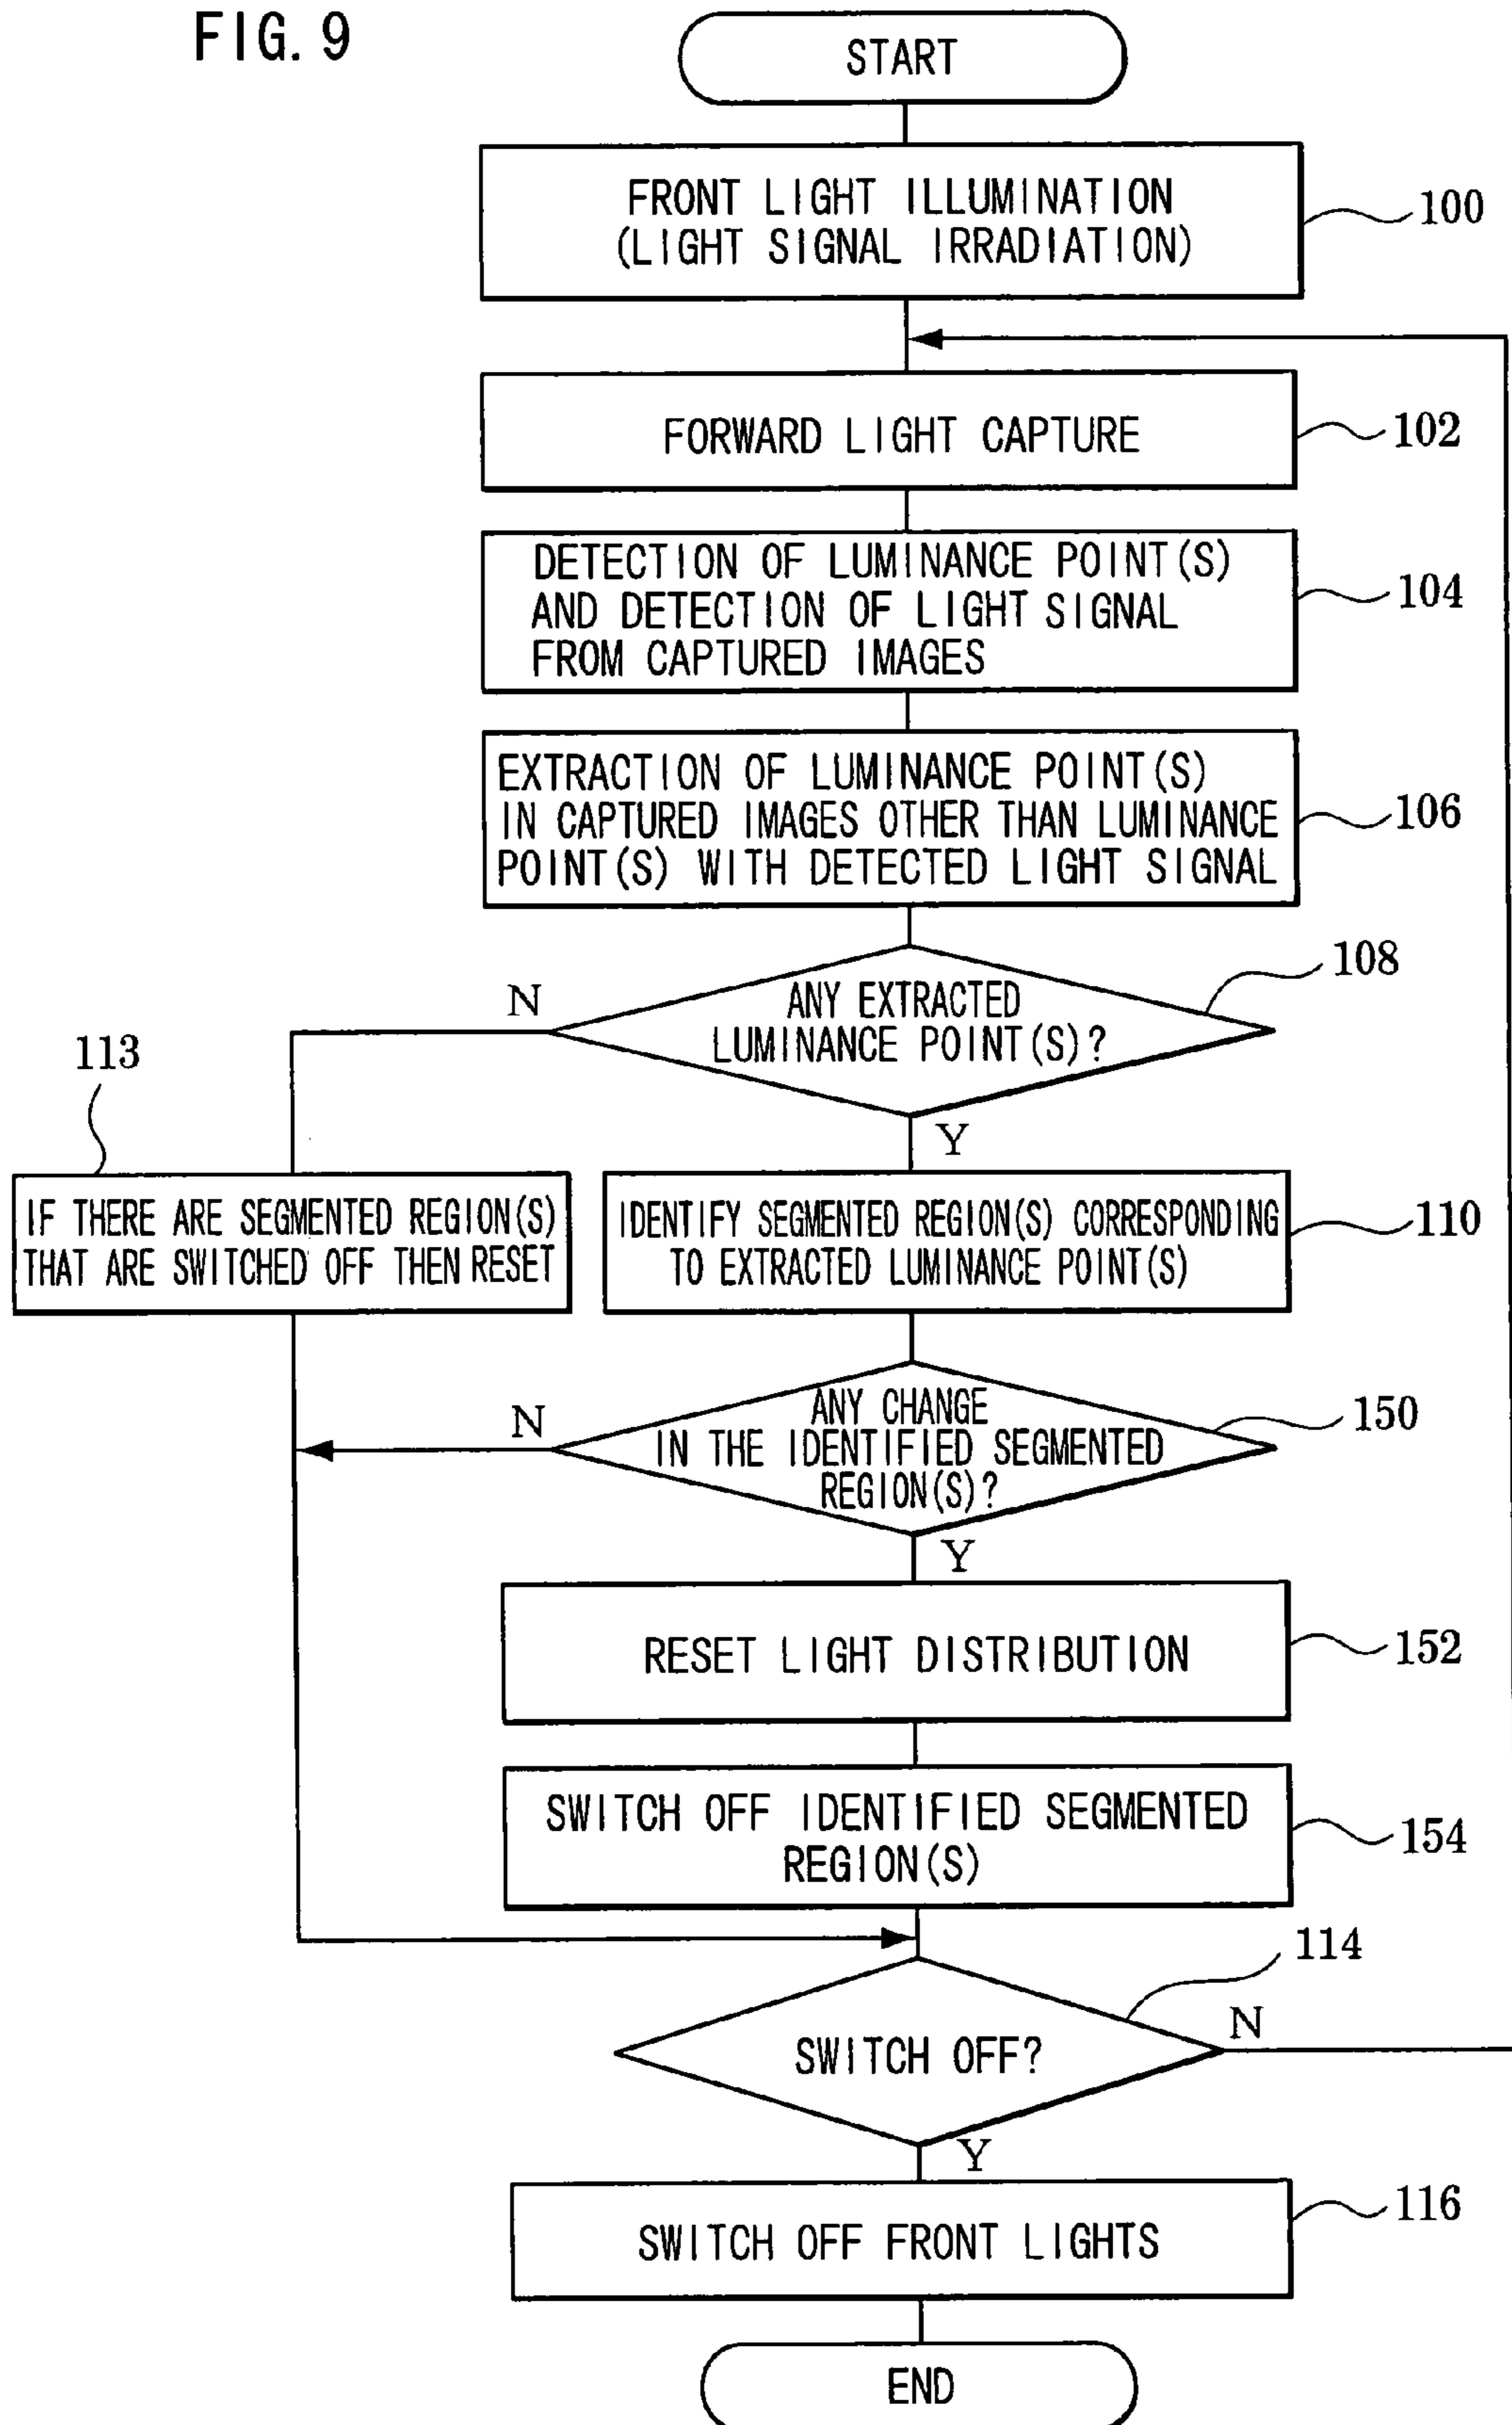 FIG. 9
START
FRONT LIGHT ILLUMINATION
(LIGHT SIGNAL IRRADIATION)
100
FORWARD LIGHT CAPTURE
102
DETECTION OF LUMINANCE POINT(S)
AND DETECTION OF LIGHT SIGNAL
FROM CAPTURED IMAGES
104
EXTRACTION OF LUMINANCE POINT(S)
IN CAPTURED IMAGES OTHER THAN LUMINANCE
POINT(S) WITH DETECTED LIGHT SIGNAL
106
ANY EXTRACTED
LUMINANCE POINT(S)?
108
N
Y
113
IF THERE ARE SEGMENTED REGION(S)
THAT ARE SWITCHED OFF THEN RESET
IDENTIFY SEGMENTED REGION(S) CORRESPONDING
TO EXTRACTED LUMINANCE POINT(S)
110
ANY CHANGE
IN THE IDENTIFIED SEGMENTED
REGION(S)?
150
N
Y
RESET LIGHT DISTRIBUTION
152
SWITCH OFF IDENTIFIED SEGMENTED
REGION(S)
154
SWITCH OFF?
114
N
Y
SWITCH OFF FRONT LIGHTS
116
END